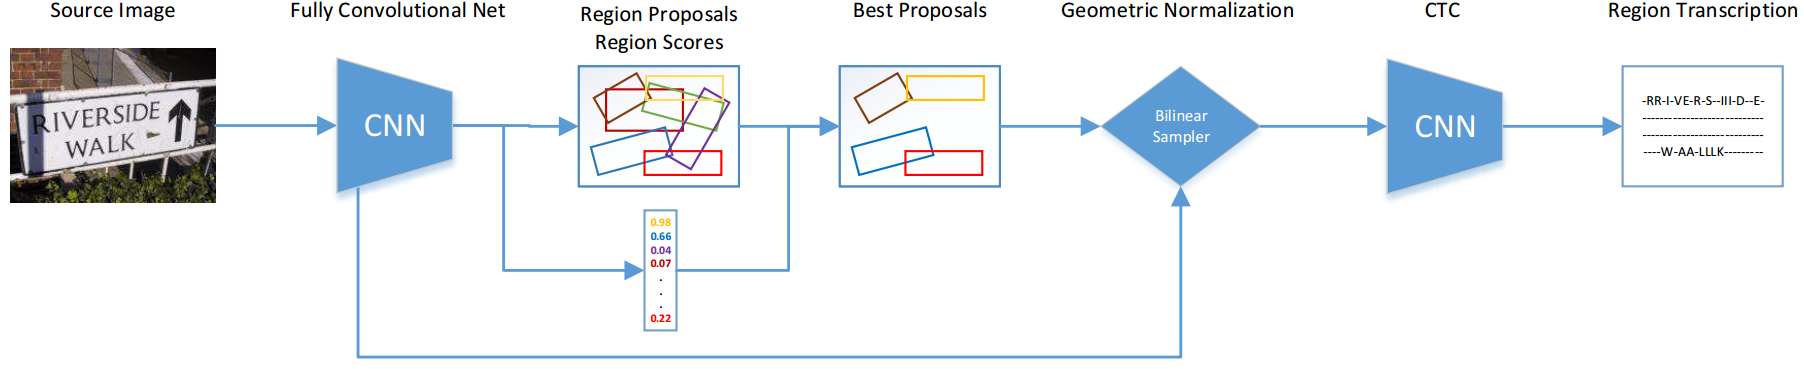 Source Image
Fully Convolutional Net
Region Proposals
Region Scores
Best Proposals
Geometric Normalization
CTC
Region Transcription
RIVERSIDE
WALK
CNN
Bilinear
Sampler
CNN
-RR-I-VE-R-S--III-D--E-
----------------------------
----------------------------
----W-AA-LLLK---------
0.98
0.66
0.04
0.07
.
.
.
0.22